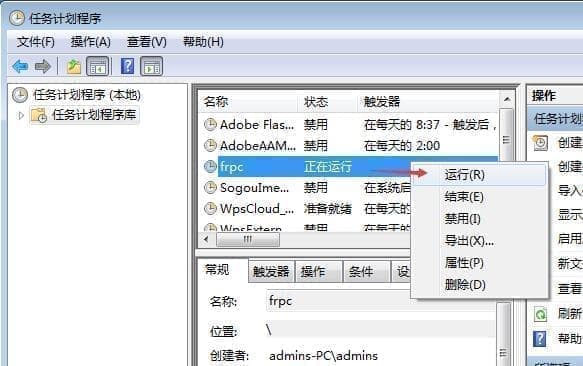 任务计划程序
文件(F) 操作(A) 查看(V) 帮助(H)
任务计划程序 (本地)
任务计划程序库
名称 状态 触发器
Adobe Flas... 禁用 在每天的 8:37 - 触发后，
AdobeAAM... 禁用 在每天的 2:00
frpc 正在运行
SogouIme... 禁用 在系统启
WpsCloud_... 准备就绪 在每天的
WpsExtern... 禁用 在每天的
运行(R)
结束(E)
禁用(I)
导出(X)...
属性(P)
删除(D)
常规 触发器 操作 条件 设
名称: frpc
位置: \
创建者: admins-PC\admins
操作
任务计划
创建
创建
导入
显示
启用
新文
查看
刷新
帮助
所选项